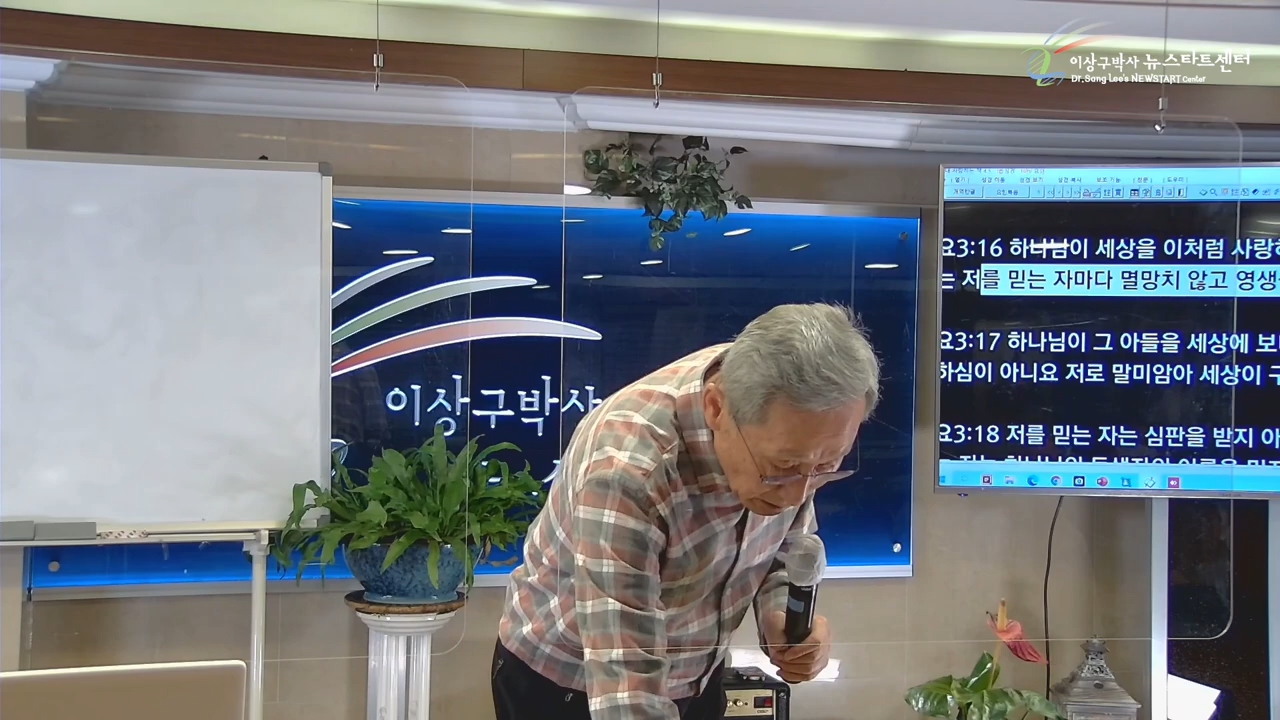 이상구박사 뉴스타트센터
Dr. Sang Lee's NEWSTART Center
이상구박사
요3:16 하나님이 세상을 이처럼 사랑하
는 저를 믿는 자마다 멸망치 않고 영생
요3:17 하나님이 그 아들을 세상에 보
하심이 아니요 저로 말미암아 세상이 구
요3:18 저를 믿는 자는 심판을 받지 아